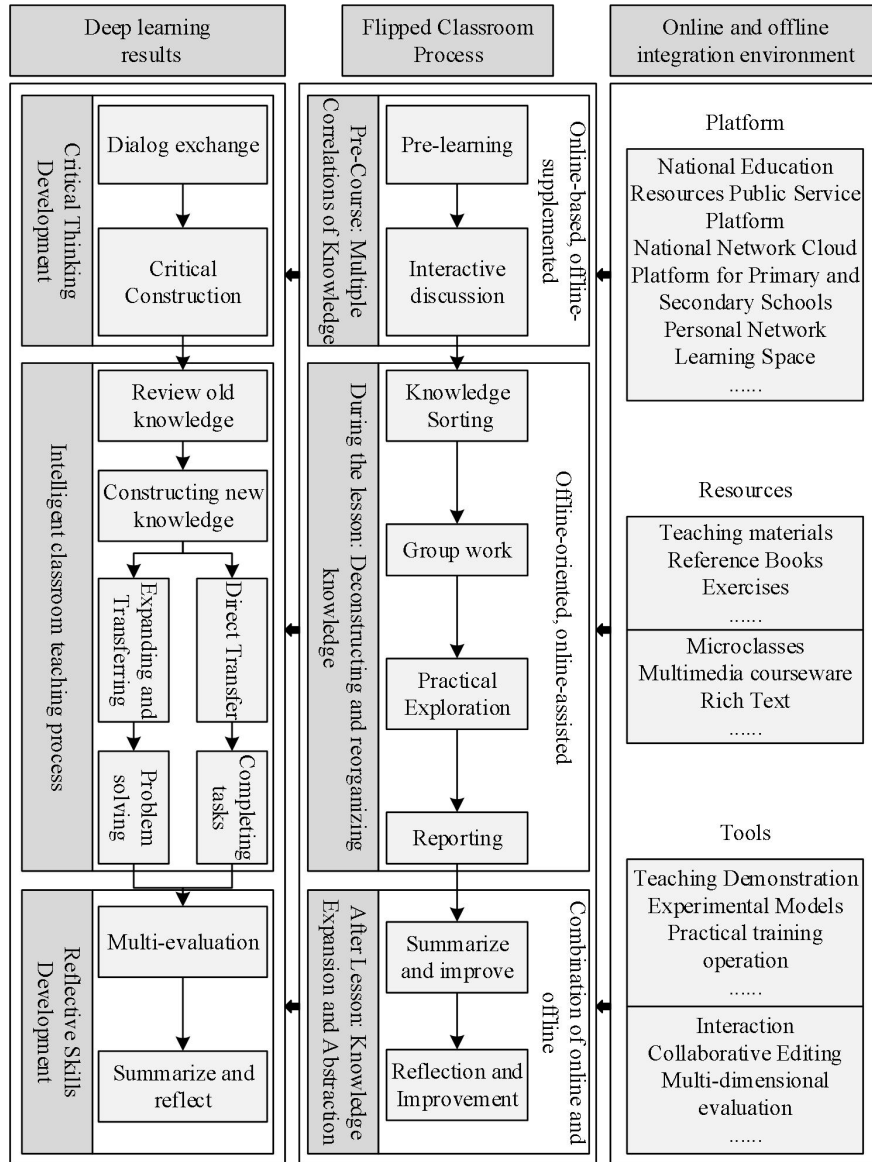 Deep learning
results
Flipped Classroom
Process
Online and offline
integration environment
Critical Thinking
Development
Dialog exchange
Critical
Construction
Intelligent classroom teaching process
Review old
knowledge
Constructing new
knowledge
Expanding and
Transferring
Direct Transfer
Problem
solving
Completing
tasks
Reflective Skills
Development
Multi-evaluation
Summarize and
reflect
Pre-Course: Multiple
Correlations of Knowledge
Pre-learning
Interactive
discussion
Online-based, offline-
supplemented
During the lesson: Deconstructing and reorganizing
knowledge
Knowledge
Sorting
Group work
Practical
Exploration
Reporting
Offline-oriented, online-assisted
After Lesson: Knowledge
Expansion and Abstraction
Summarize
and improve
Reflection and
Improvement
Combination of online and
offline
Platform
National Education
Resources Public Service
Platform
National Network Cloud
Platform for Primary and
Secondary Schools
Personal Network
Learning Space
......
Resources
Teaching materials
Reference Books
Exercises
......
Microclasses
Multimedia courseware
Rich Text
......
Tools
Teaching Demonstration
Experimental Models
Practical training
operation
......
Interaction
Collaborative Editing
Multi-dimensional
evaluation
......